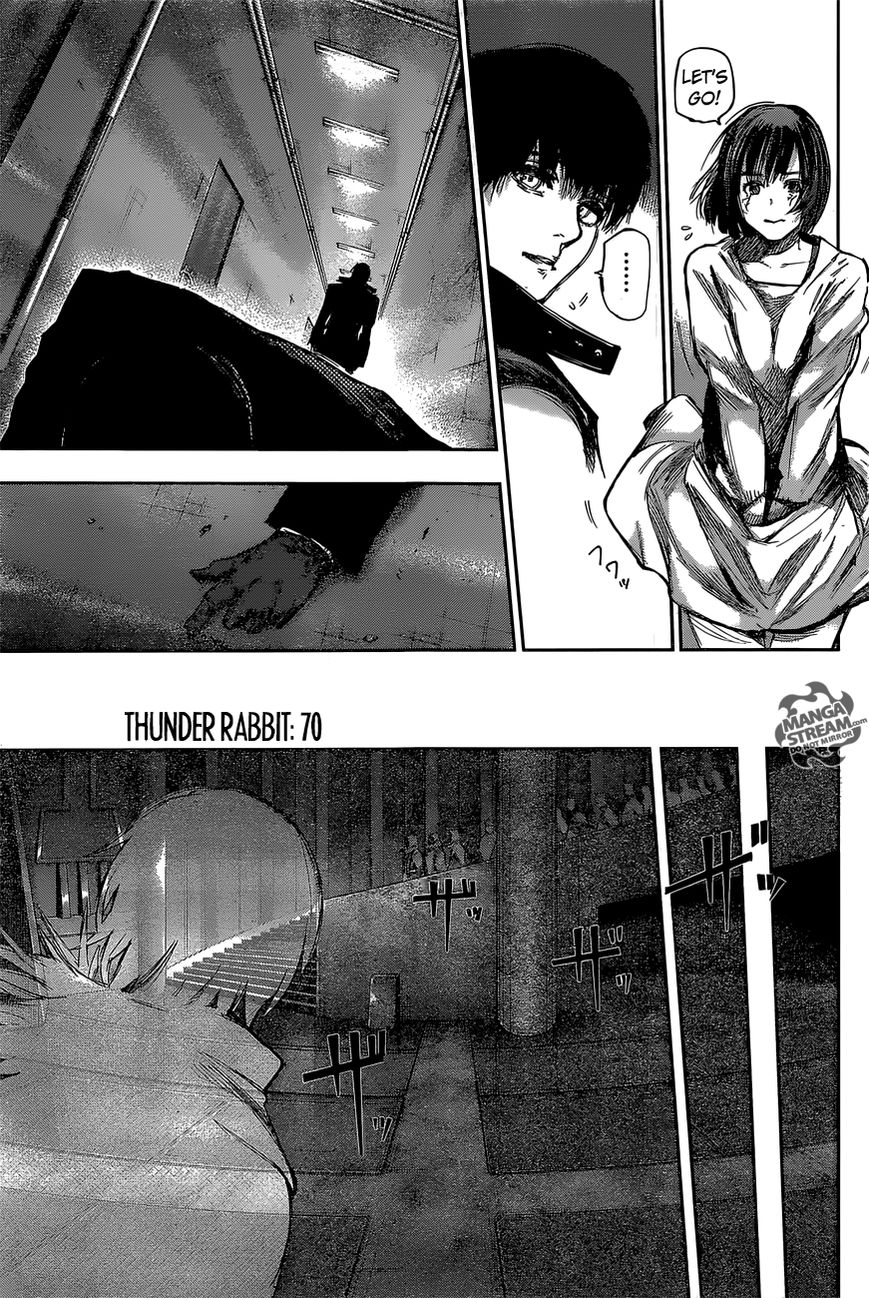 LET'S
GO!
......
ヘクッ
THUNDER RABBIT: 70
MANGA
STREAM.com
DO NOT MIRROR
ザッ
ザッ
ザッ
ザッ